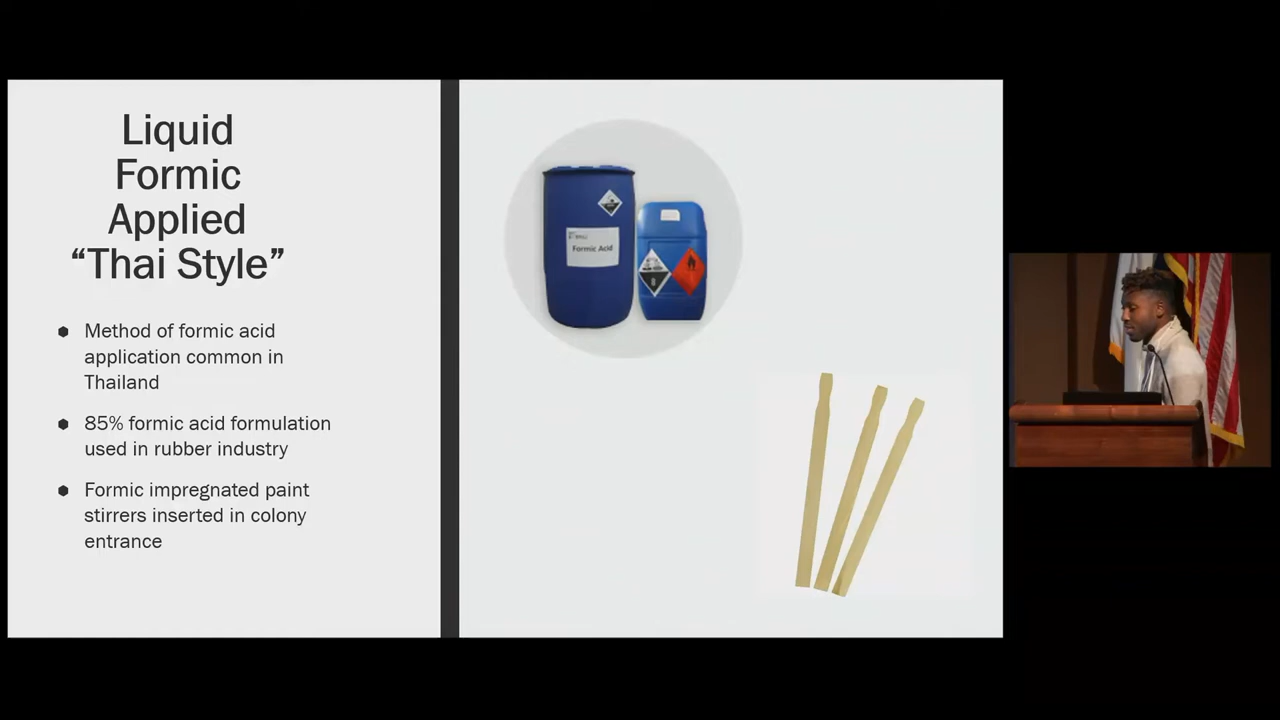 Liquid
Formic
Applied
“Thai Style”
Method of formic acid
application common in
Thailand
85% formic acid formulation
used in rubber industry
Formic impregnated paint
stirrers inserted in colony
entrance
Formic Acid